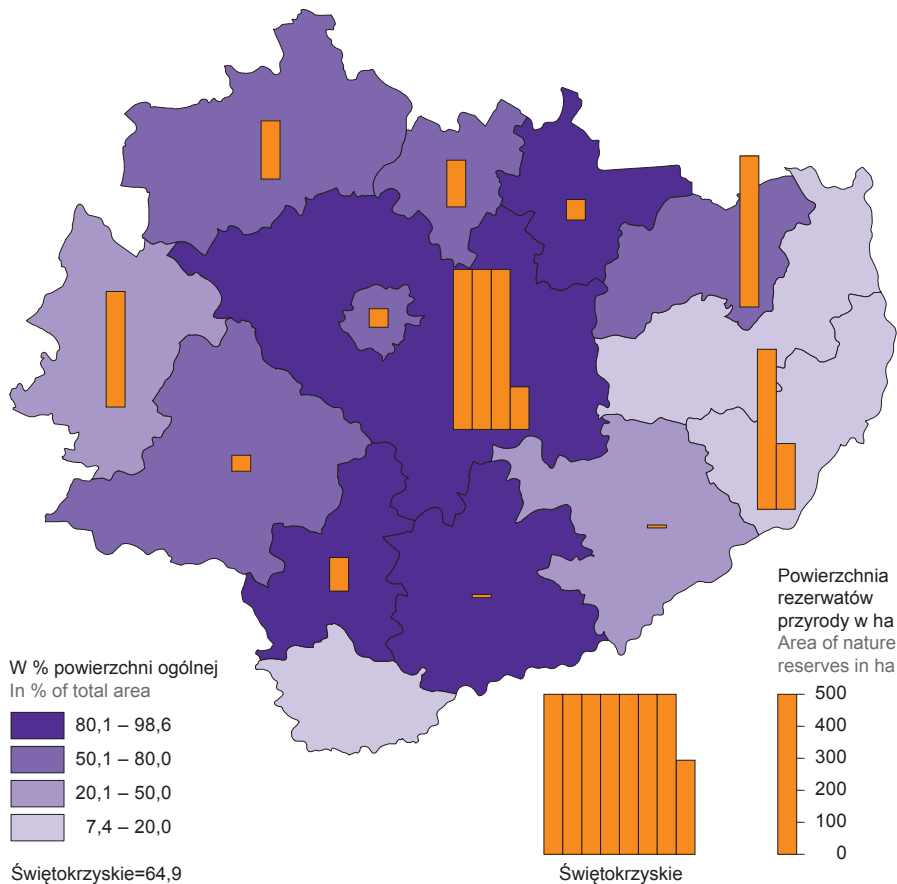 W % powierzchni ogólnej
In % of total area
80,1 – 98,6
50,1 – 80,0
20,1 – 50,0
7,4 – 20,0
Świętokrzyskie=64,9
Świętokrzyskie
Powierzchnia
rezerwatów
przyrody w ha
Area of nature
reserves in ha
500
400
300
200
100
0